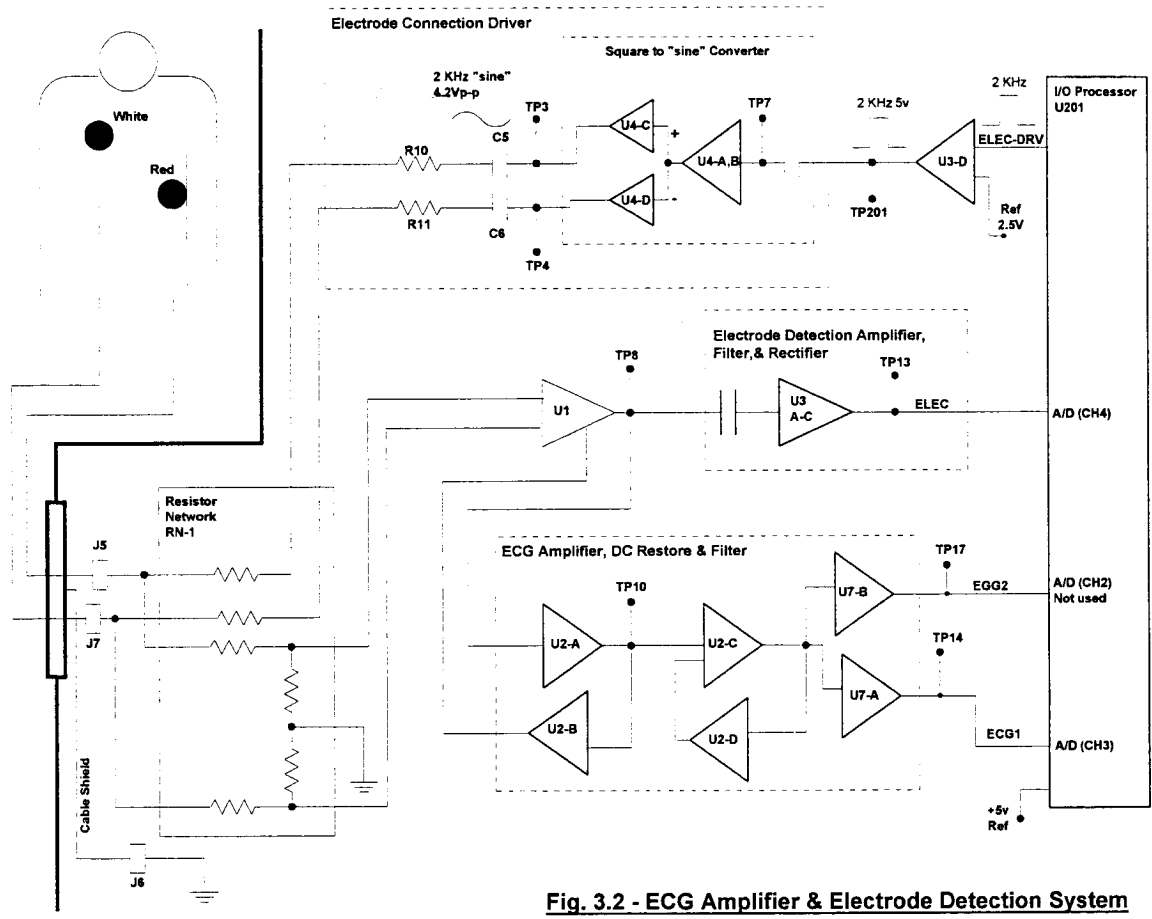 Electrode Connection Driver
Square to "sine" Converter
2 KHz "sine"
4.2Vp-p
TP3
C5
R10
R11
C6
TP4
U4-C
U4-D
+
-
U4-A,B
TP7
2 KHz 5v
TP201
U3-D
2 KHz
ELEC-DRV
Ref
2.5V
I/O Processor
U201
White
Red
Electrode Detection Amplifier,
Filter,& Rectifier
TP8
U1
U3
A-C
TP13
ELEC
A/D (CH4)
Resistor
Network
RN-1
J5
J7
Cable Shield
J6
ECG Amplifier, DC Restore & Filter
TP10
U2-A
U2-B
U2-C
U2-D
U7-B
U7-A
TP17
EGG2
A/D (CH2)
Not used
TP14
ECG1
A/D (CH3)
+5v
Ref
Fig. 3.2 - ECG Amplifier & Electrode Detection System